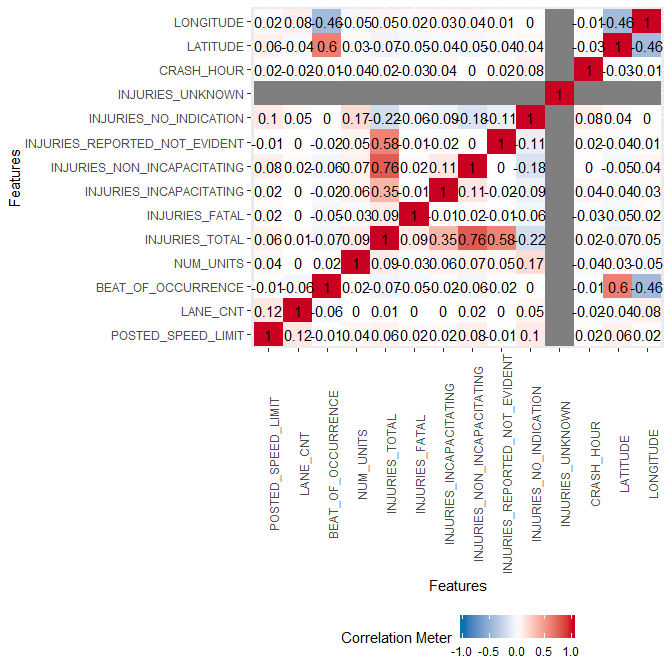 LONGITUDE 0.02 0.08 -0.46 -0.05 -0.05 0.02 0.03 0.04 0.01 0 -0.01 -0.46 1
LATITUDE 0.06 -0.04 0.6 -0.03 -0.07 -0.05 -0.04 -0.05 -0.04 0.04 -0.03 1 -0.46
CRASH_HOUR 0.02 -0.02 -0.01 -0.04 0.02 -0.03 0.04 0 0.02 0.08 1 -0.03 -0.01
INJURIES_UNKNOWN 1
INJURIES_NO_INDICATION 0.1 0.05 0 0.17 -0.22 -0.06 -0.09 -0.18 -0.11 1 0.08 0.04 0
INJURIES_REPORTED_NOT_EVIDENT -0.01 0 -0.02 0.05 0.58 -0.01 -0.02 0 1 -0.11 0.02 -0.04 0.01
INJURIES_NON_INCAPACITATING 0.08 0 -0.06 0.07 0.76 0.02 0.11 1 0 -0.18 0 -0.05 0.04
INJURIES_INCAPACITATING 0.02 0 -0.02 0.06 0.35 -0.01 1 0.11 -0.02 -0.09 0.04 -0.04 0.03
INJURIES_FATAL 0.02 0 -0.05 -0.03 0.09 1 -0.01 0.02 -0.01 -0.06 -0.03 -0.05 0.02
INJURIES_TOTAL 0.06 0.01 -0.07 0.09 1 0.09 0.35 0.76 0.58 -0.22 0.02 -0.07 -0.05
NUM_UNITS 0.04 0 0.02 1 0.09 -0.03 0.06 0.07 0.05 0.17 -0.04 -0.03 -0.05
BEAT_OF_OCCURRENCE -0.01 -0.06 1 0.02 -0.07 -0.05 -0.02 -0.06 -0.02 0 -0.01 0.6 -0.46
LANE_CNT 0.12 1 -0.06 0 0.01 0 0 0 0 0.05 -0.02 -0.04 0.08
POSTED_SPEED_LIMIT 1 0.12 -0.01 0.04 0.06 0.02 0.02 0.08 -0.01 0.1 0.02 0.06 0.02
Features
POSTED_SPEED_LIMIT
LANE_CNT
BEAT_OF_OCCURRENCE
NUM_UNITS
INJURIES_TOTAL
INJURIES_FATAL
INJURIES_INCAPACITATING
INJURIES_NON_INCAPACITATING
INJURIES_REPORTED_NOT_EVIDENT
INJURIES_NO_INDICATION
INJURIES_UNKNOWN
CRASH_HOUR
LATITUDE
LONGITUDE
Features
Correlation Meter
-1.0 -0.5 0.0 0.5 1.0